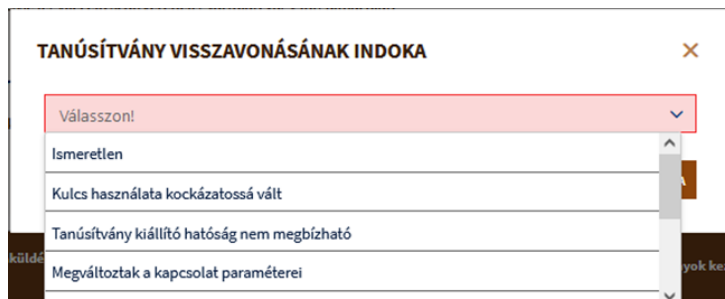 TANÚSÍTVÁNY VISSZAVONÁSÁNAK INDOKA
Válasszon!
Ismeretlen
Kulcs használata kockázatossá vált
A
Tanúsítvány kiállító hatóság nem megbízható
Megváltoztak a kapcsolat paraméterei